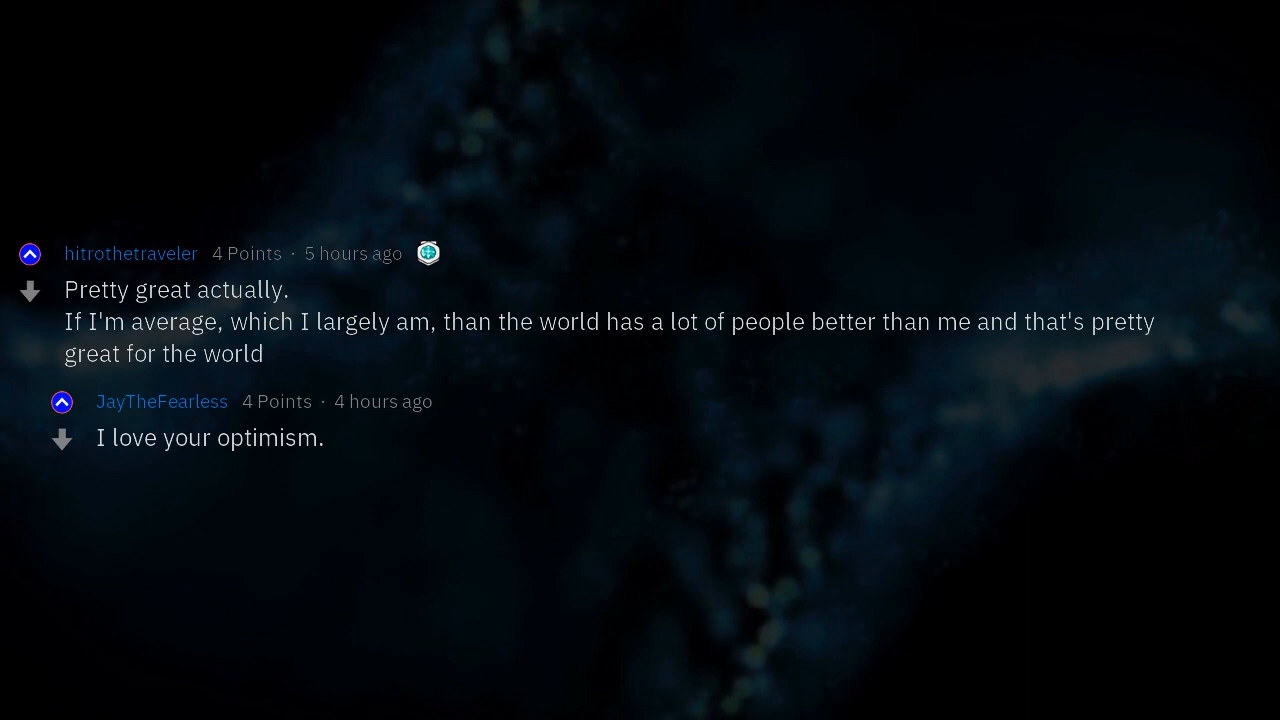 hitrothetraveler 4 Points · 5 hours ago
Pretty great actually.
If I'm average, which I largely am, than the world has a lot of people better than me and that's pretty
great for the world
JayTheFearless 4 Points · 4 hours ago
I love your optimism.